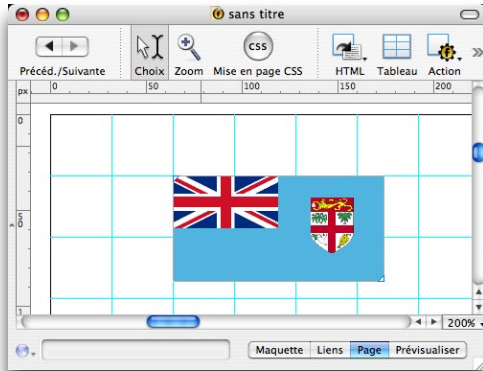 sans titre
css
Précéd./Suivante Choix Zoom Mise en page CSS HTML Tableau Action
px 0 50 100 150 200
0
50
1
200%
Maquette Liens Page Prévisualiser